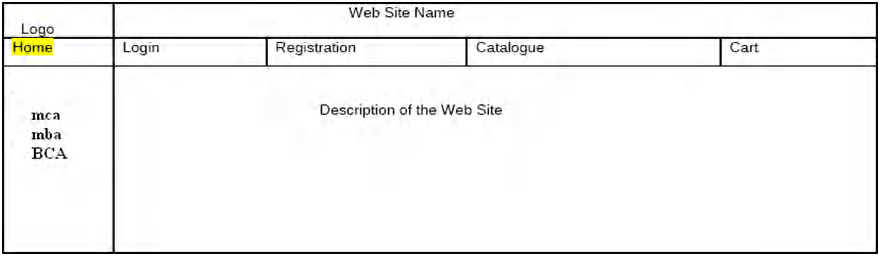 Web Site Name
Logo
Home Login Registration Catalogue Cart
Description of the Web Site
mca
mba
BCA